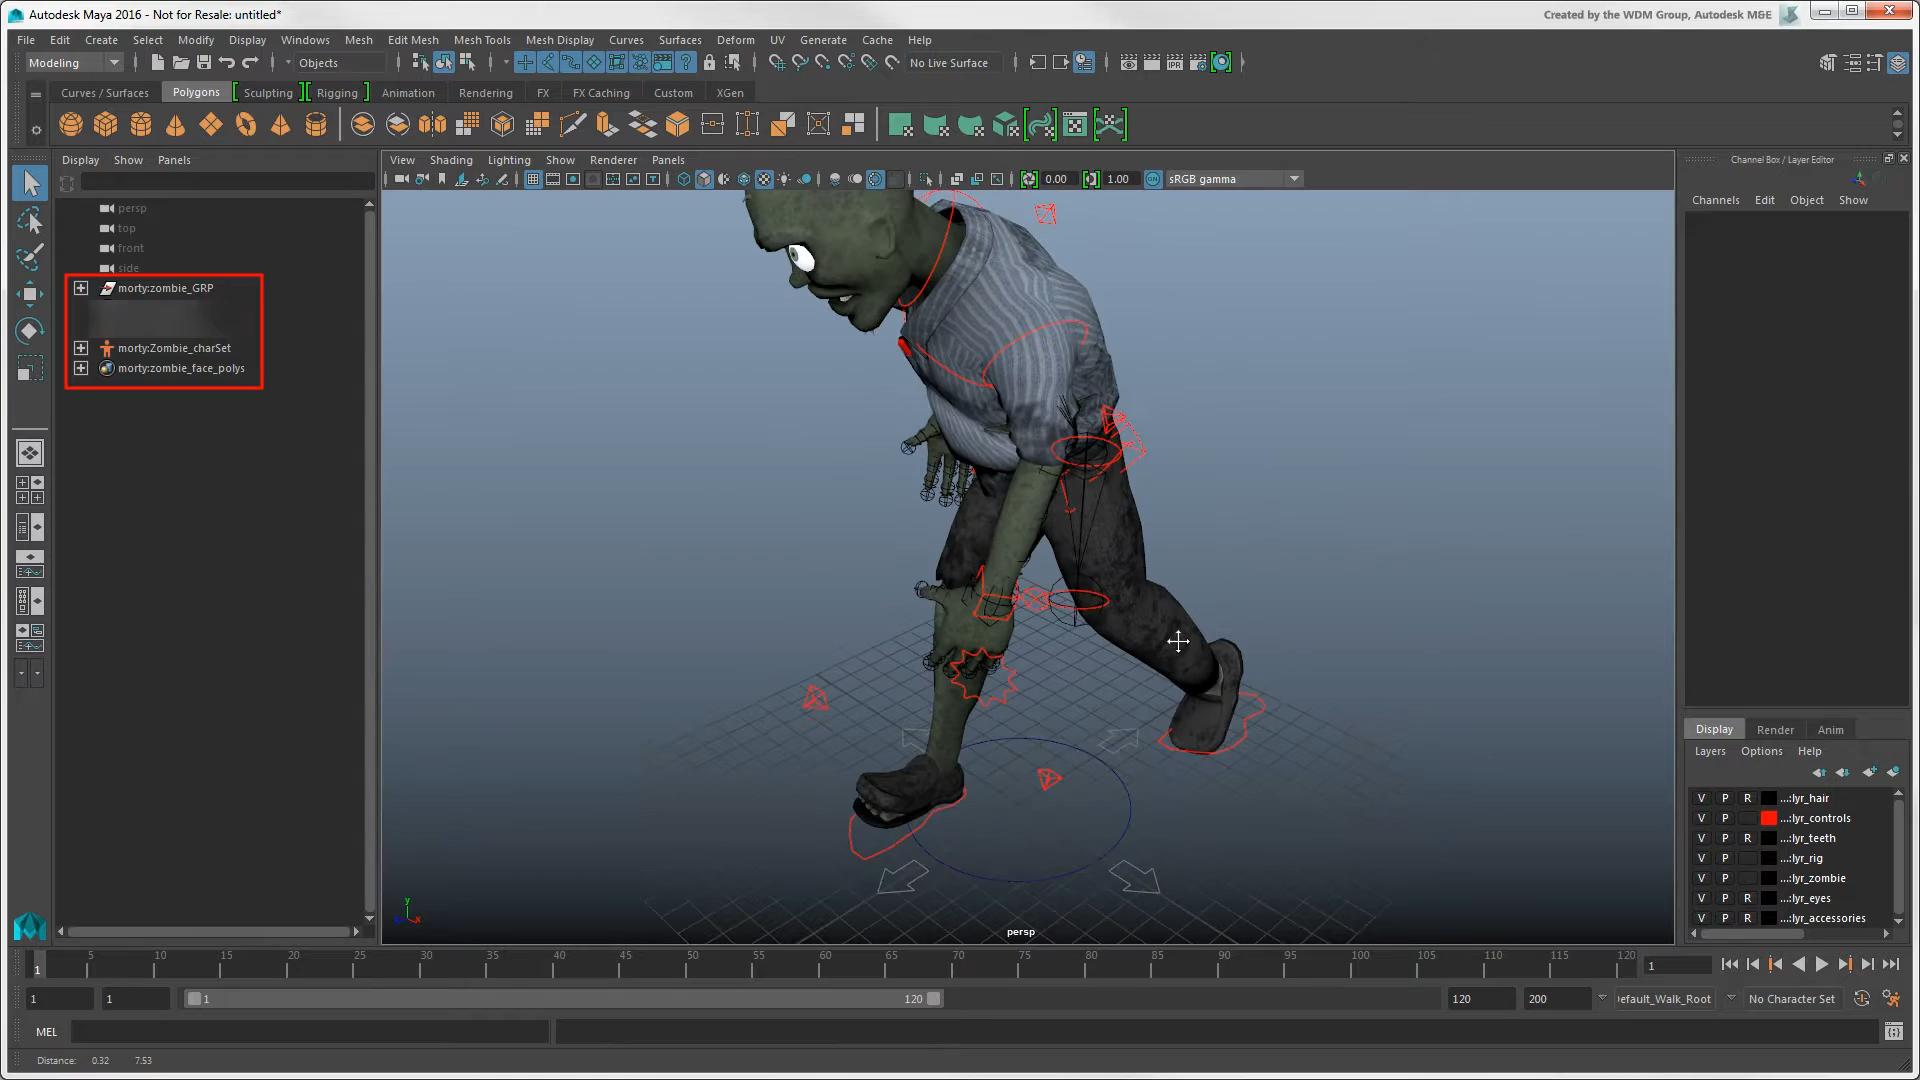 Autodesk Maya 2016 - Not for Resale: untitled*
Created by the WDM Group, Autodesk M&E
File Edit Create Select Modify Display Windows Mesh Edit Mesh Mesh Tools Mesh Display Curves Surfaces Deform UV Generate Cache Help
Modeling Objects No Live Surface
Curves / Surfaces Polygons Sculpting Rigging Animation Rendering FX FX Caching Custom XGen
Display Show Panels
View Shading Lighting Show Renderer Panels
Channel Box / Layer Editor
0.00 1.00 sRGB gamma
Channels Edit Object Show
persp
top
front
side
morty:zombie_GRP
morty:Zombie_charSet
morty:zombie_face_polys
Display Render Anim
Layers Options Help
V P R ...:lyr_hair
V P ...:lyr_controls
V P R ...:lyr_teeth
V P ...:lyr_rig
V P ...:lyr_zombie
V P R ...:lyr_eyes
V P R ...:lyr_accessories
y
x
persp
1 5 10 15 20 25 30 35 40 45 50 55 60 65 70 75 80 85 90 95 100 105 110 115 120 1
1 1 1 120 120 200 efault_Walk_Root No Character Set
MEL
Distance: 0.32 7.53